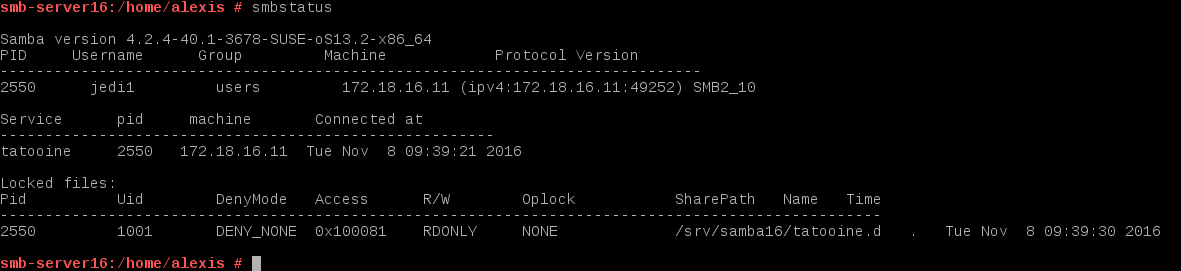 smb-server16:/home/alexis # smbstatus

Samba version 4.2.4-40.1-3678-SUSE-oS13.2-x86_64
PID     Username      Group         Machine            Protocol Version
------------------------------------------------------------------------------
2550      jedi1         users         172.18.16.11 (ipv4:172.18.16.11:49252) SMB2_10

Service      pid     machine       Connected at
-------------------------------------------------------
tatooine     2550   172.18.16.11  Tue Nov  8 09:39:21 2016

Locked files:
Pid          Uid        DenyMode   Access      R/W        Oplock           SharePath   Name   Time
--------------------------------------------------------------------------------------------------
2550         1001       DENY_NONE  0x100081    RDONLY     NONE             /srv/samba16/tatooine.d   .   Tue Nov  8 09:39:30 2016

smb-server16:/home/alexis #